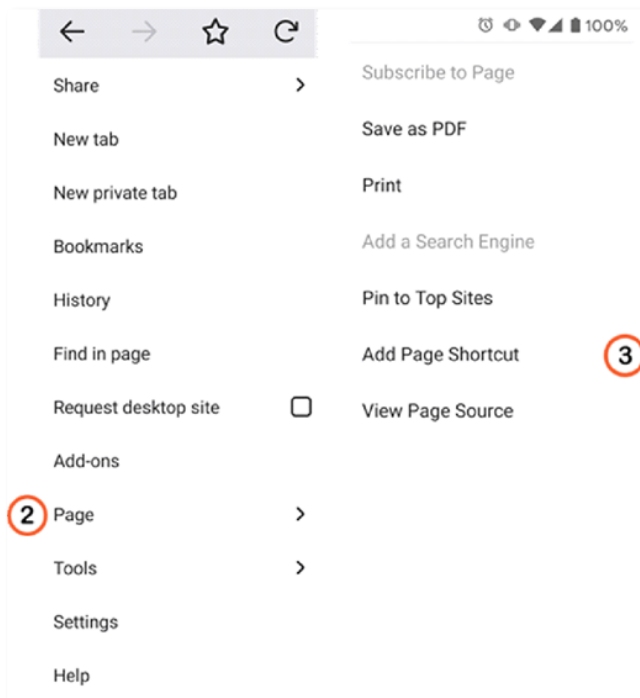 Share
New tab
New private tab
Bookmarks
History
Find in page
Request desktop site
Add-ons
2 Page
Tools
Settings
Help
100%
Subscribe to Page
Save as PDF
Print
Add a Search Engine
Pin to Top Sites
Add Page Shortcut 3
View Page Source